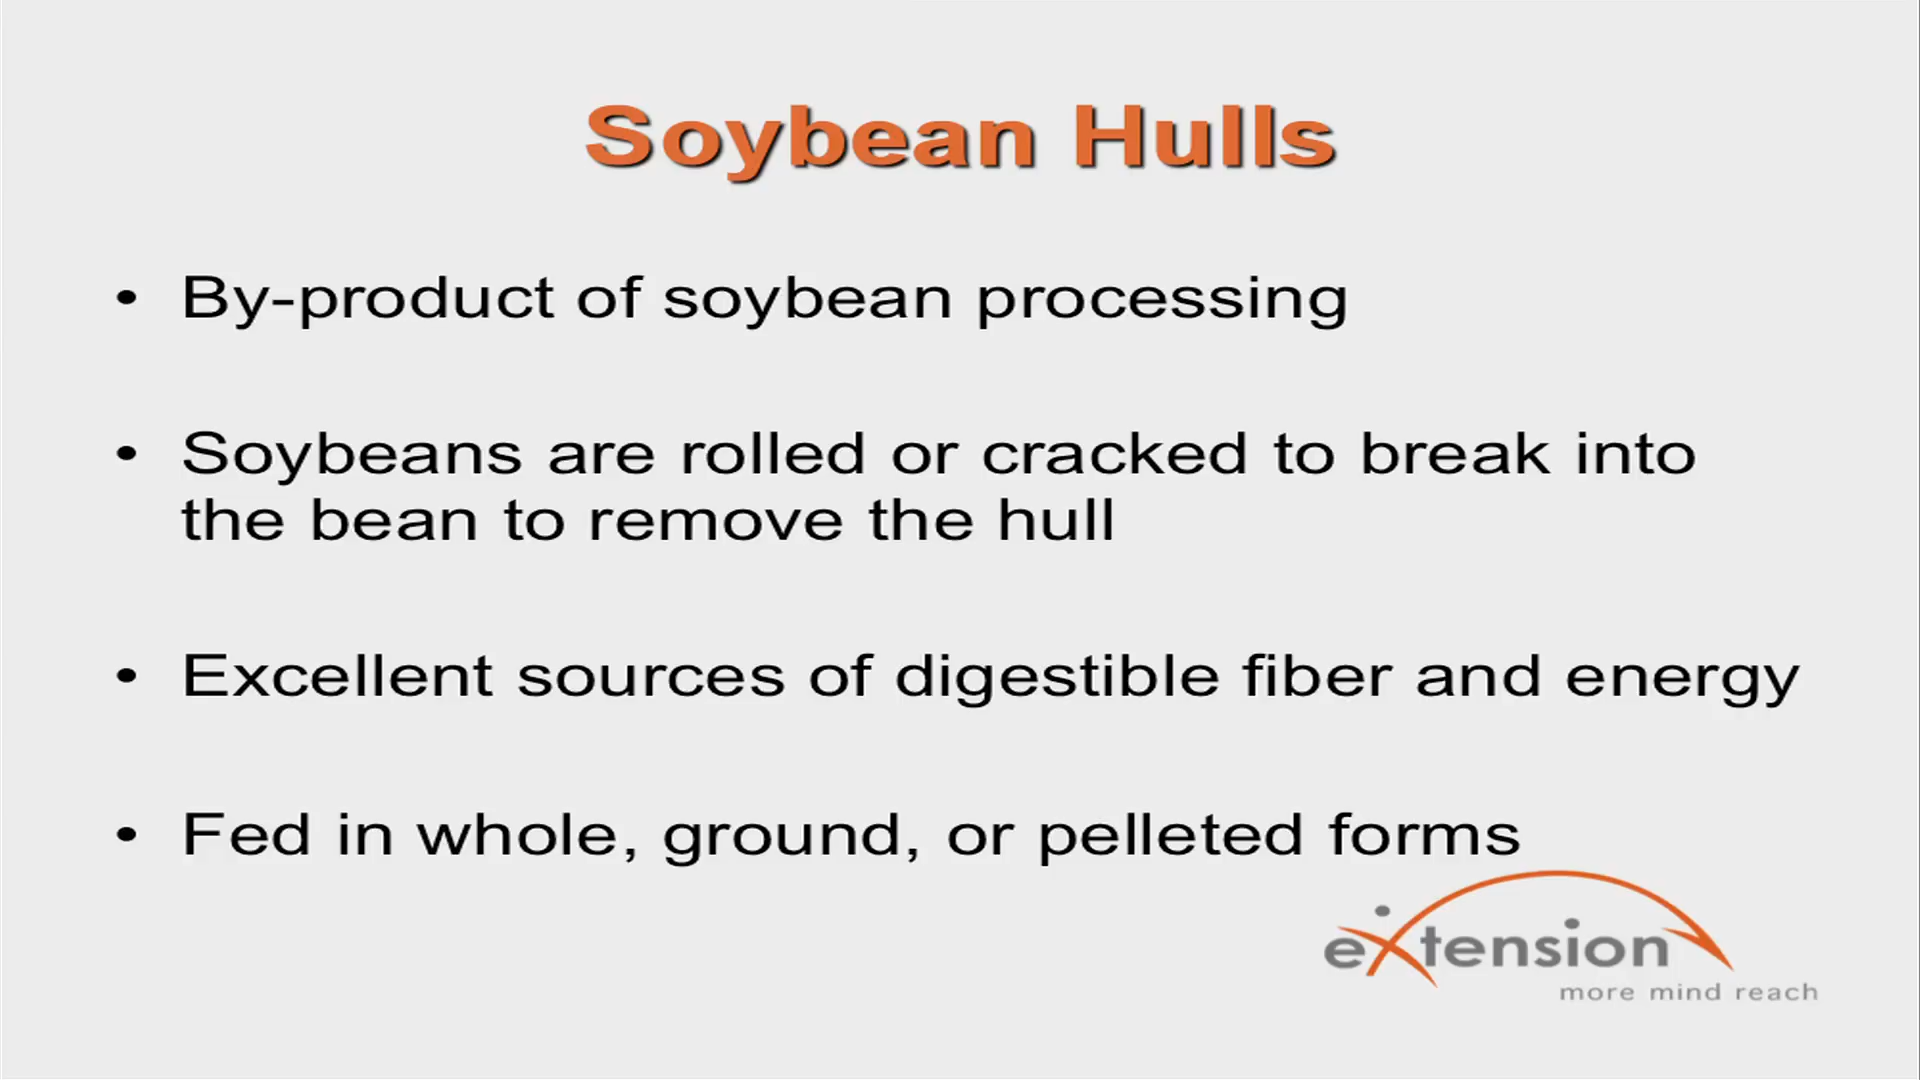 Soybean Hulls
• By-product of soybean processing
• Soybeans are rolled or cracked to break into
the bean to remove the hull
• Excellent sources of digestible fiber and energy
• Fed in whole, ground, or pelleted forms
eXtension
more mind reach